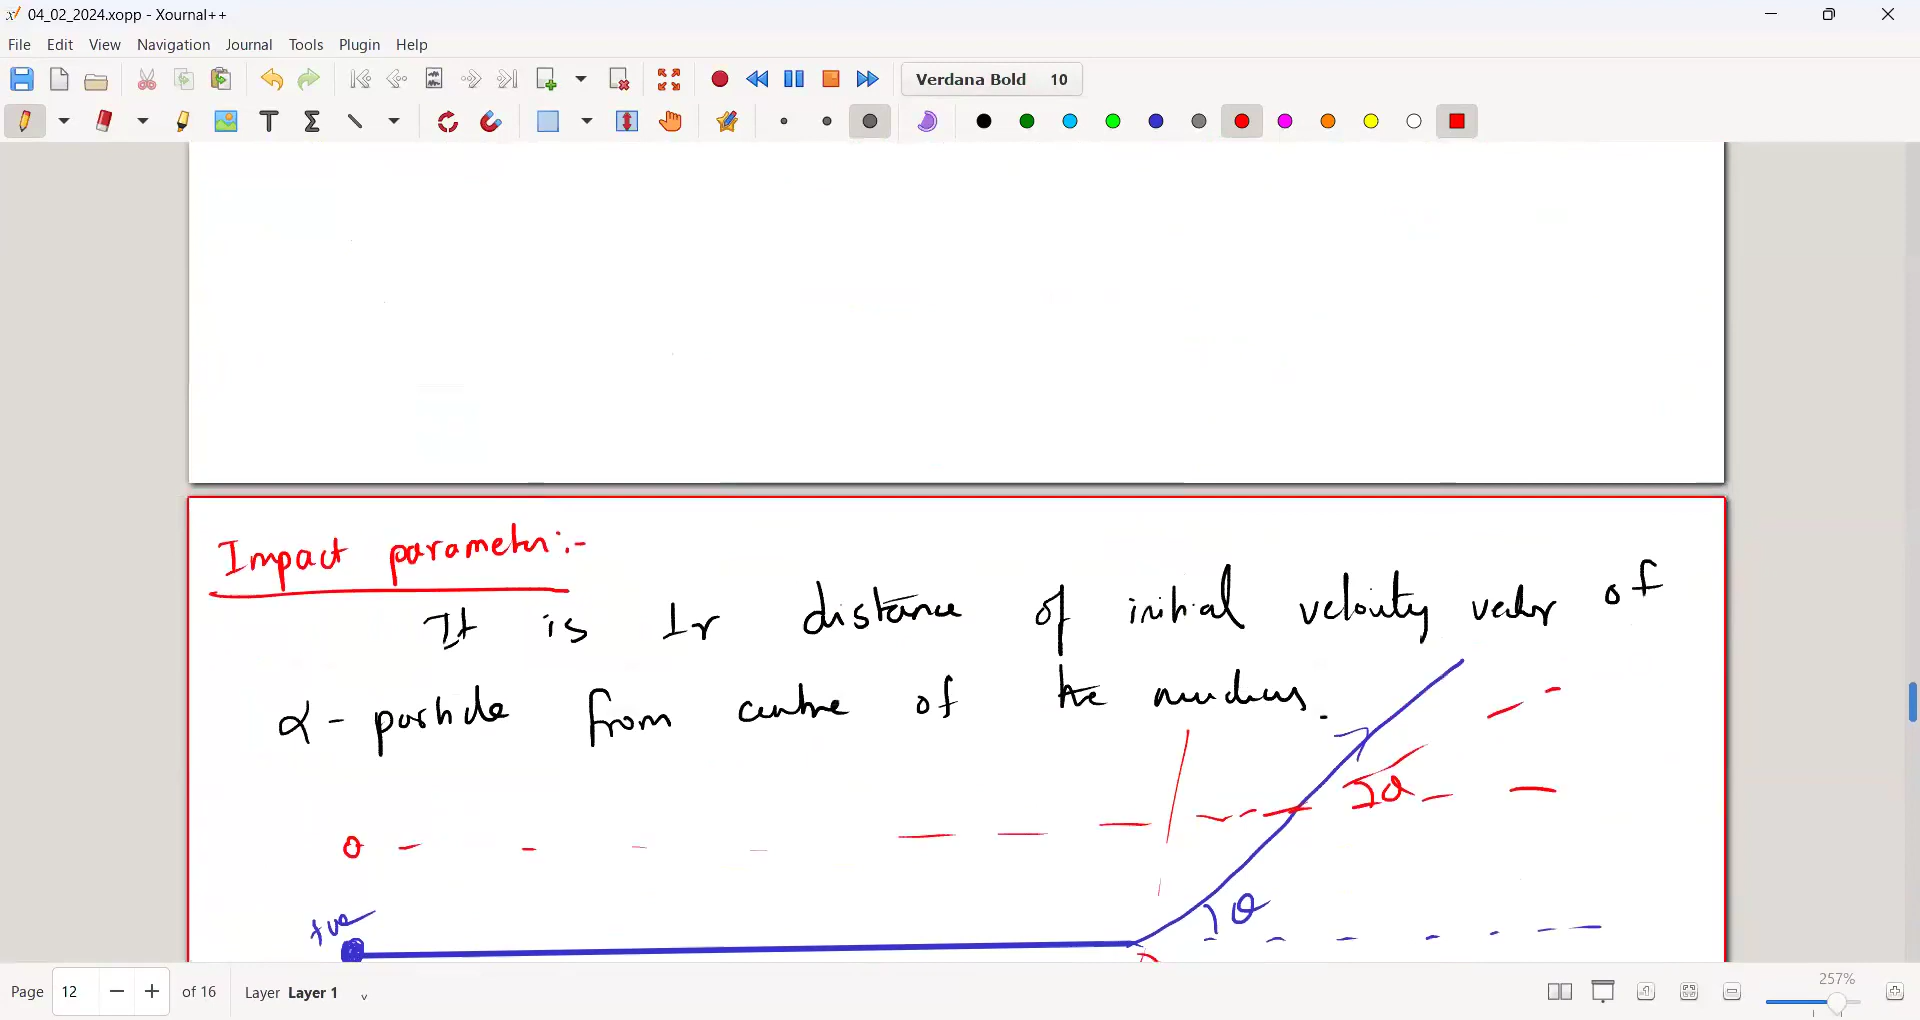 04_02_2024.xopp - Xournal++
File Edit View Navigation Journal Tools Plugin Help
Verdana Bold 10
Impact parameter:-
It is ⊥r distance of initial velocity vector of
α - particle from centre of the nucleus.
θ
+ve
θ
Page 12 of 16 Layer Layer 1 257%